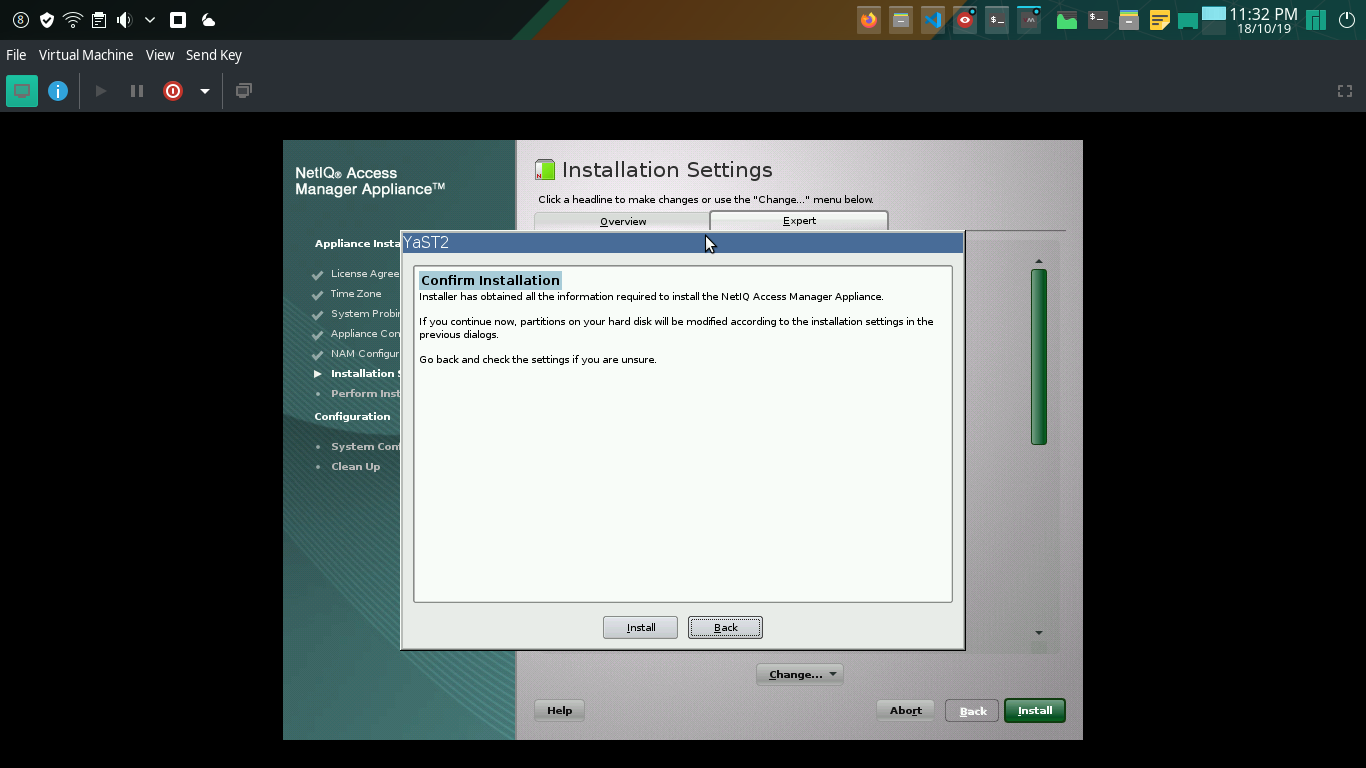 8
11:32 PM
18/10/19
File Virtual Machine View Send Key
NetIQ® Access
Manager Appliance™
Installation Settings
Click a headline to make changes or use the "Change..." menu below.
Overview Expert
Appliance Insta
License Agree
Time Zone
System Probin
Appliance Con
NAM Configur
Installation S
Perform Inst
Configuration
System Conf
Clean Up
YaST2
Confirm Installation
Installer has obtained all the information required to install the NetIQ Access Manager Appliance.
If you continue now, partitions on your hard disk will be modified according to the installation settings in the
previous dialogs.
Go back and check the settings if you are unsure.
Install Back
Change...
Help Abort Back Install